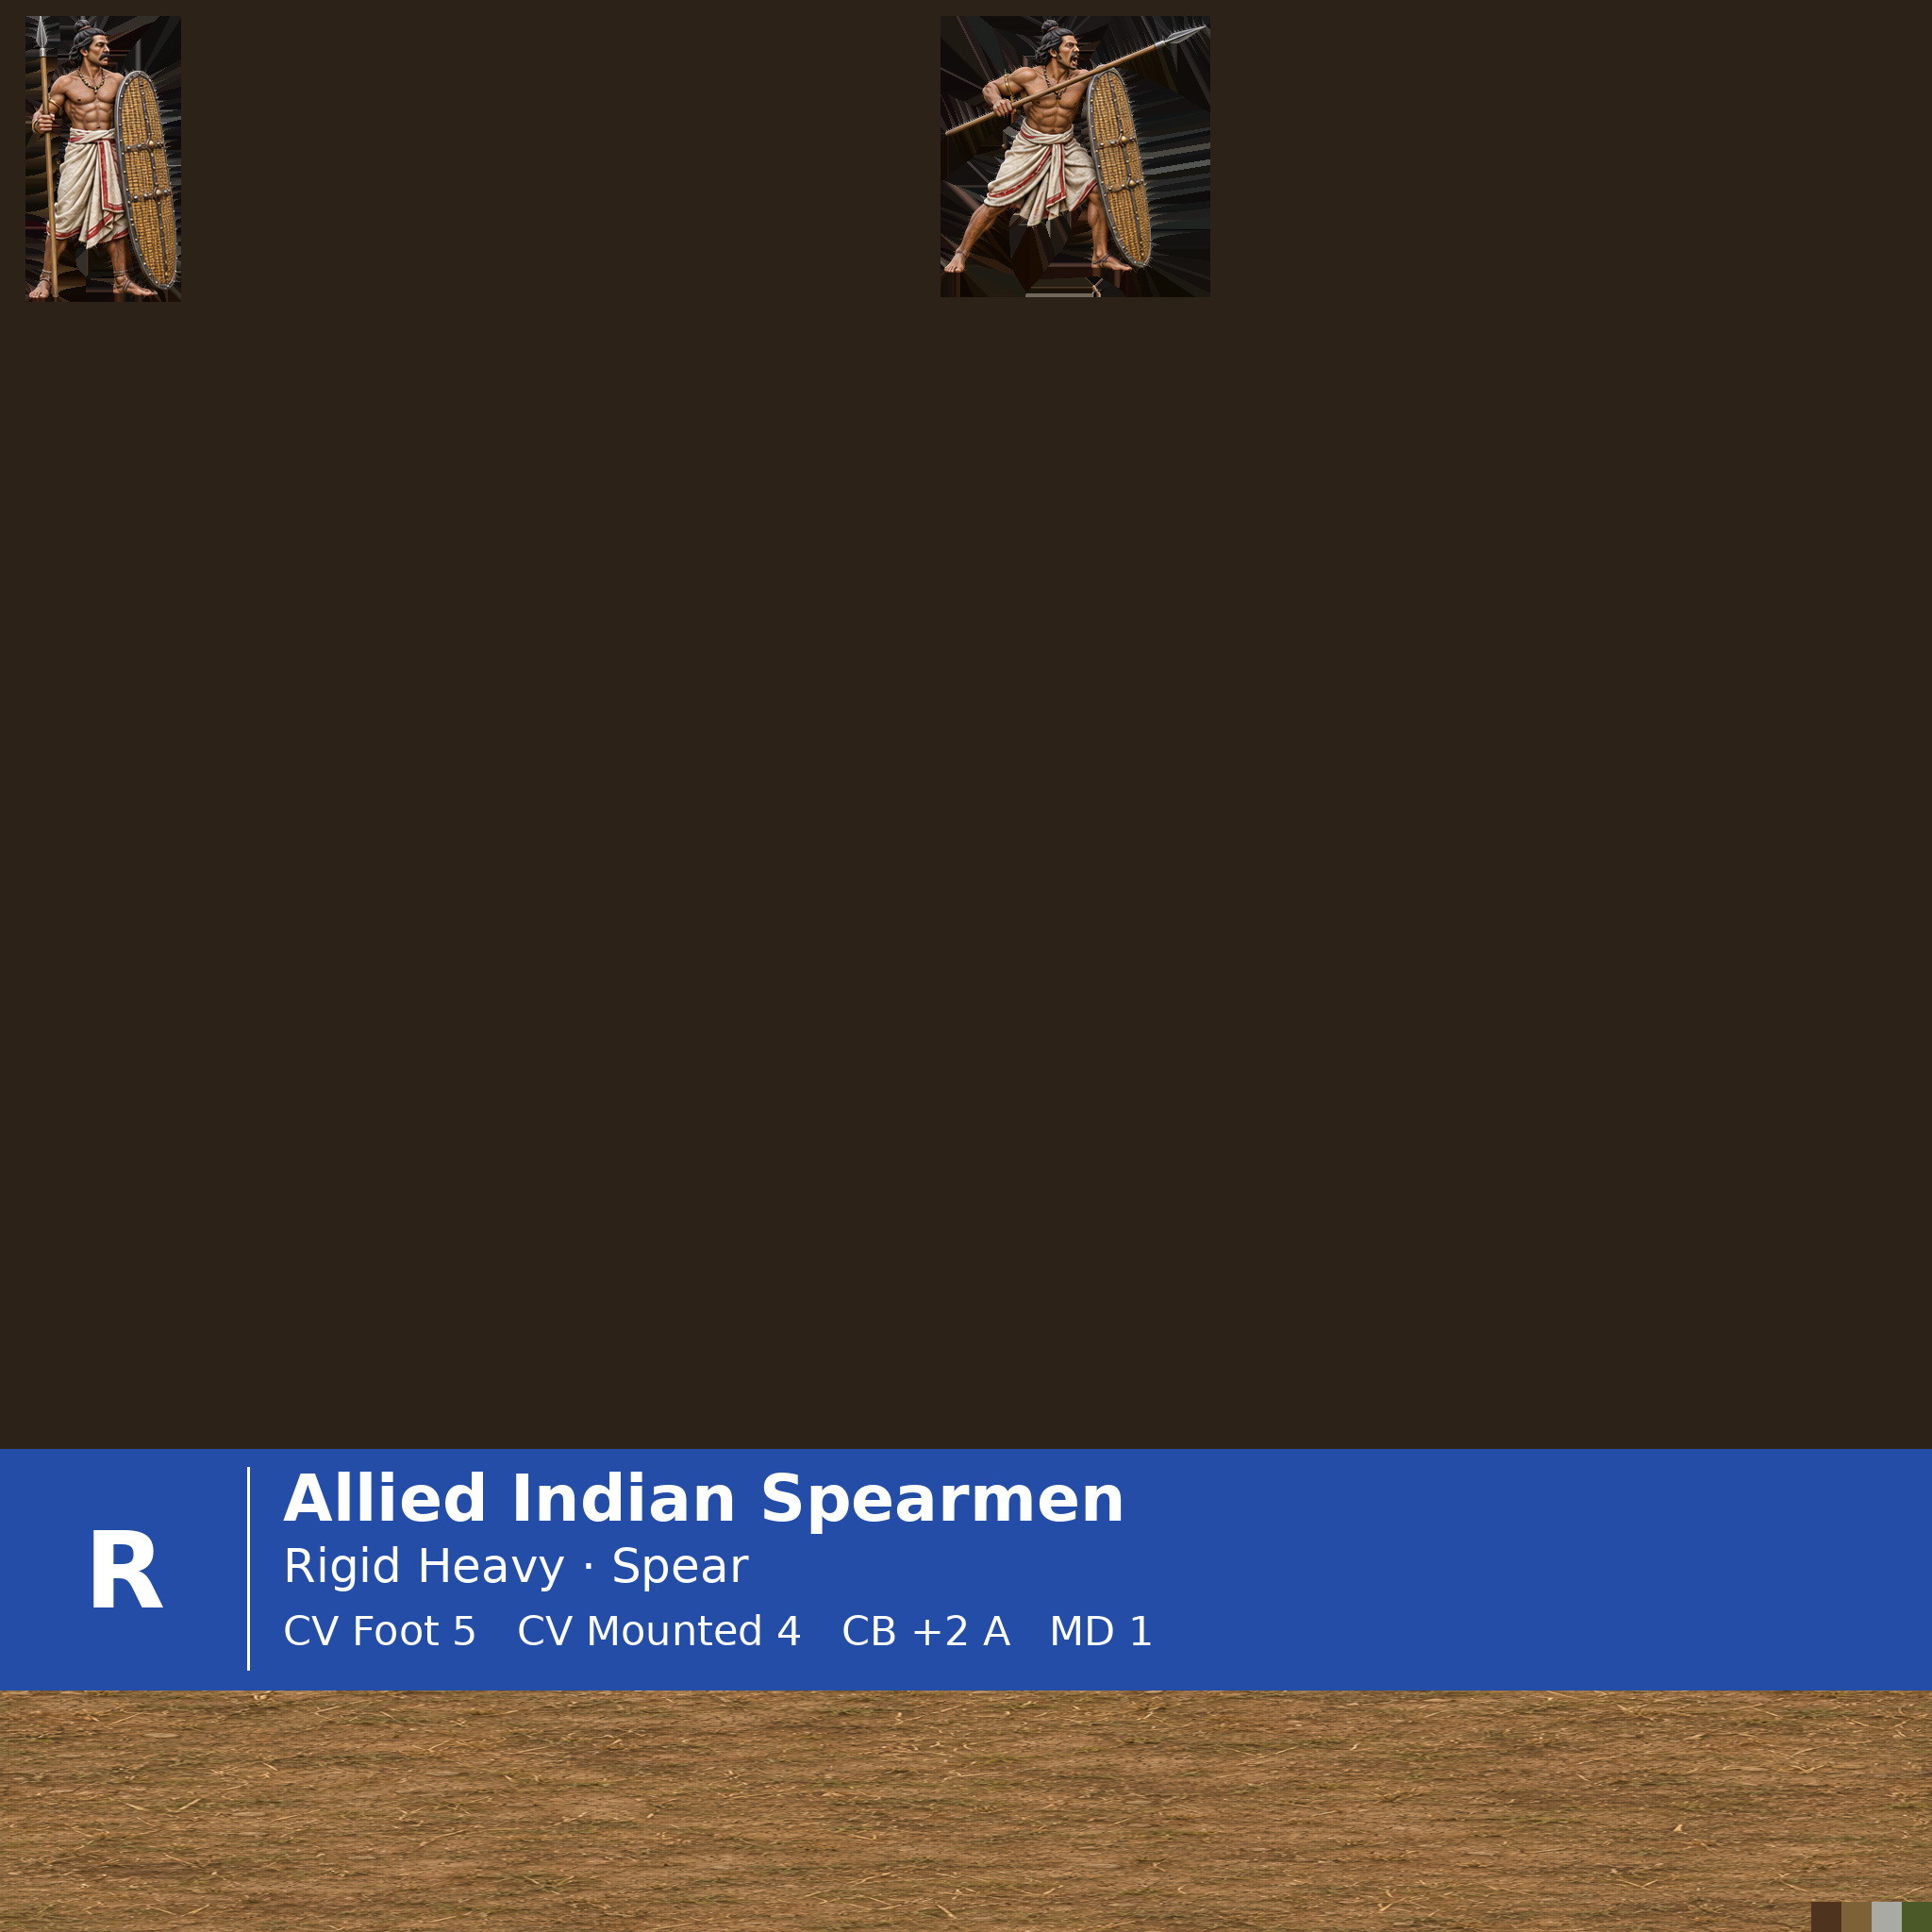 R
Allied Indian Spearmen
Rigid Heavy · Spear
CV Foot 5 CV Mounted 4 CB +2 A MD 1